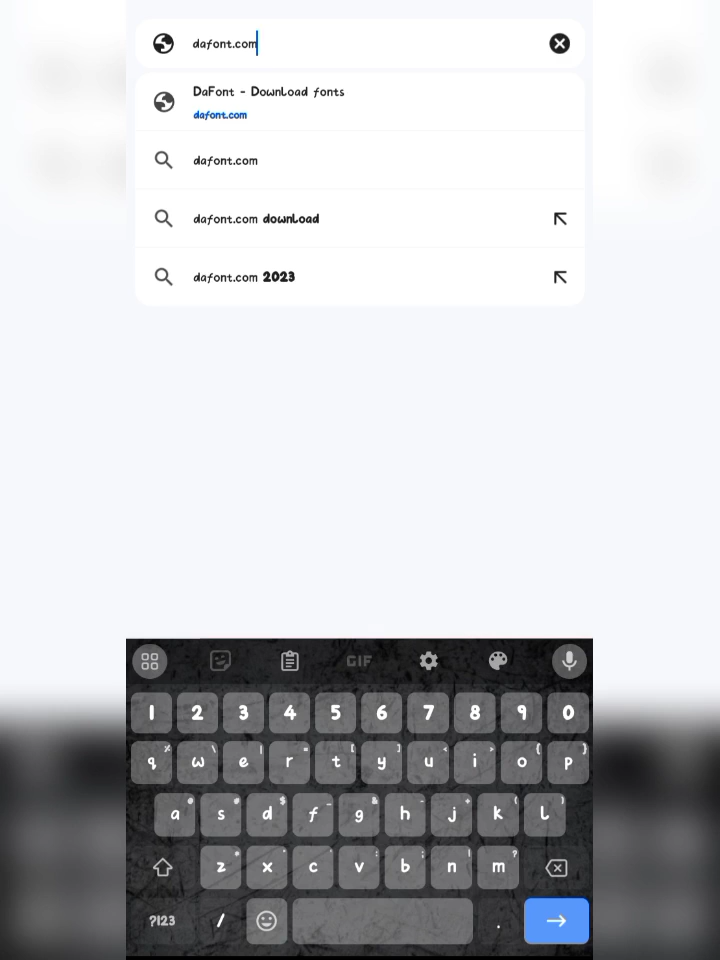 dafont.com
DaFont - Download fonts
dafont.com
dafont.com
dafont.com download
dafont.com 2023
GIF
1 2 3 4 5 6 7 8 9 0
q w e r t y u i o p
a s d f g h j k l
z x c v b n m
?123 / .